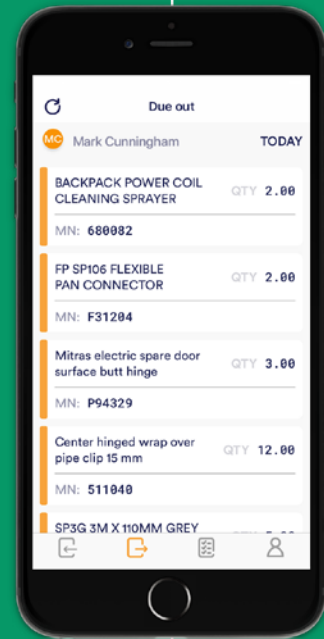 Due out
MC Mark Cunningham TODAY
BACKPACK POWER COIL
CLEANING SPRAYER
QTY 2.00
MN: 680082
FP SP106 FLEXIBLE
PAN CONNECTOR
QTY 2.00
MN: F31204
Mitras electric spare door
surface butt hinge
QTY 3.00
MN: P94329
Center hinged wrap over
pipe clip 15 mm
QTY 12.00
MN: 511040
SP3G 3M X 110MM GREY